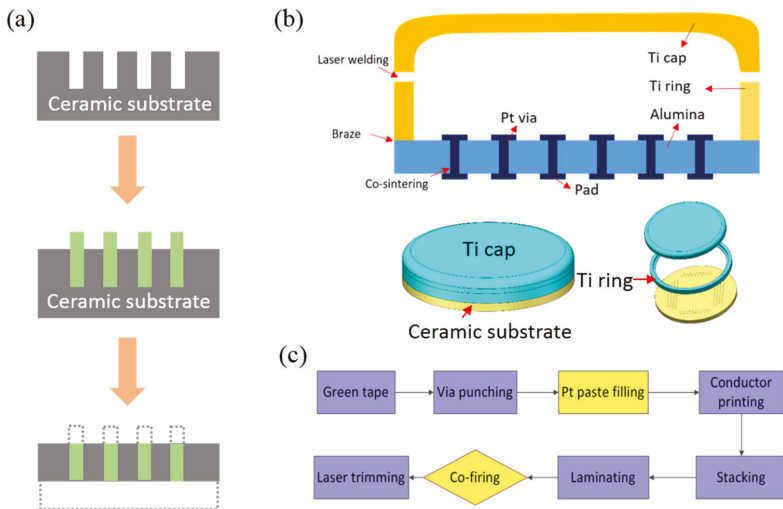 (a)
Ceramic substrate
Ceramic substrate
(b)
Laser welding
Ti cap
Ti ring
Pt via
Alumina
Braze
Co-sintering
Pad
Ti cap
Ti ring
Ceramic substrate
(c)
Green tape
Via punching
Pt paste filling
Conductor
printing
Laser trimming
Co-firing
Laminating
Stacking